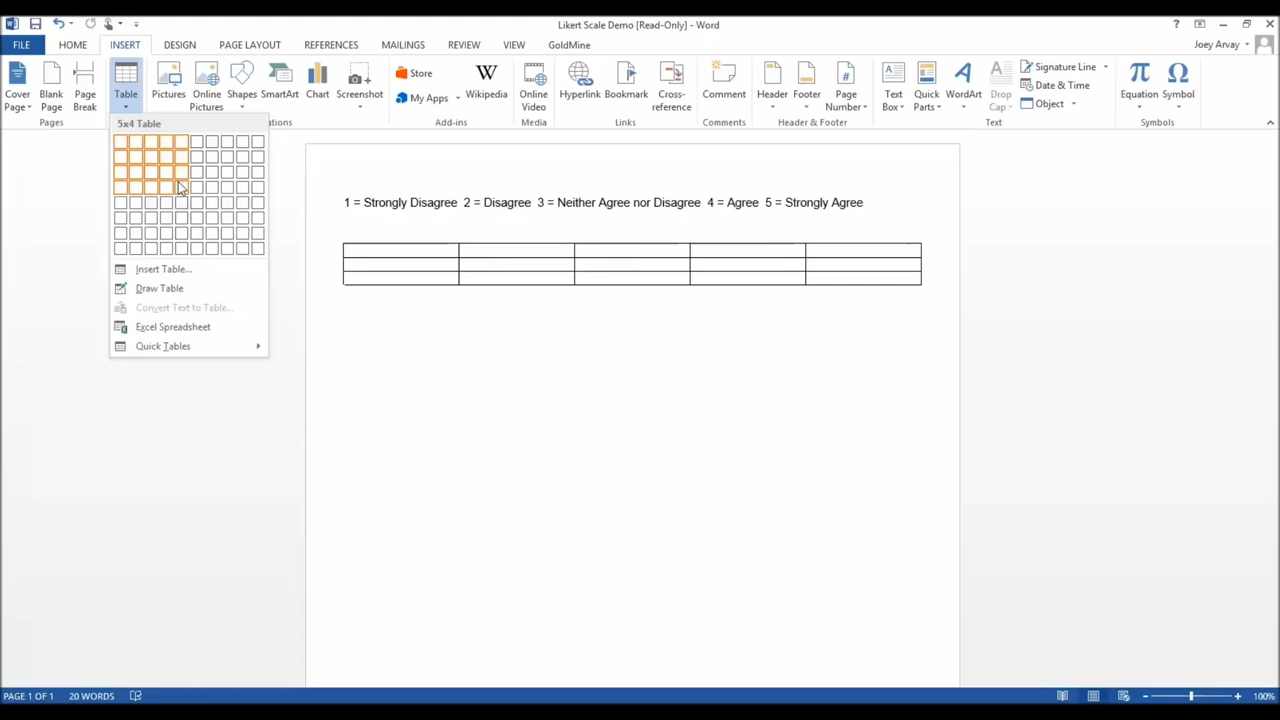 Likert Scale Demo [Read-Only] - Word
FILE HOME INSERT DESIGN PAGE LAYOUT REFERENCES MAILINGS REVIEW VIEW GoldMine
Joey Arvay
Cover Page
Blank Page
Page Break
Pages
Table
Pictures
Online Pictures
Shapes
SmartArt
Chart
Screenshot
ations
Store
My Apps
Wikipedia
Add-ins
Online Video
Media
Hyperlink
Bookmark
Cross-reference
Links
Comment
Comments
Header
Footer
Page Number
Header & Footer
Text Box
Quick Parts
WordArt
Drop Cap
Signature Line
Date & Time
Object
Text
Equation
Symbol
Symbols
5x4 Table
Insert Table...
Draw Table
Convert Text to Table...
Excel Spreadsheet
Quick Tables
1 = Strongly Disagree 2 = Disagree 3 = Neither Agree nor Disagree 4 = Agree 5 = Strongly Agree
PAGE 1 OF 1 20 WORDS
100%